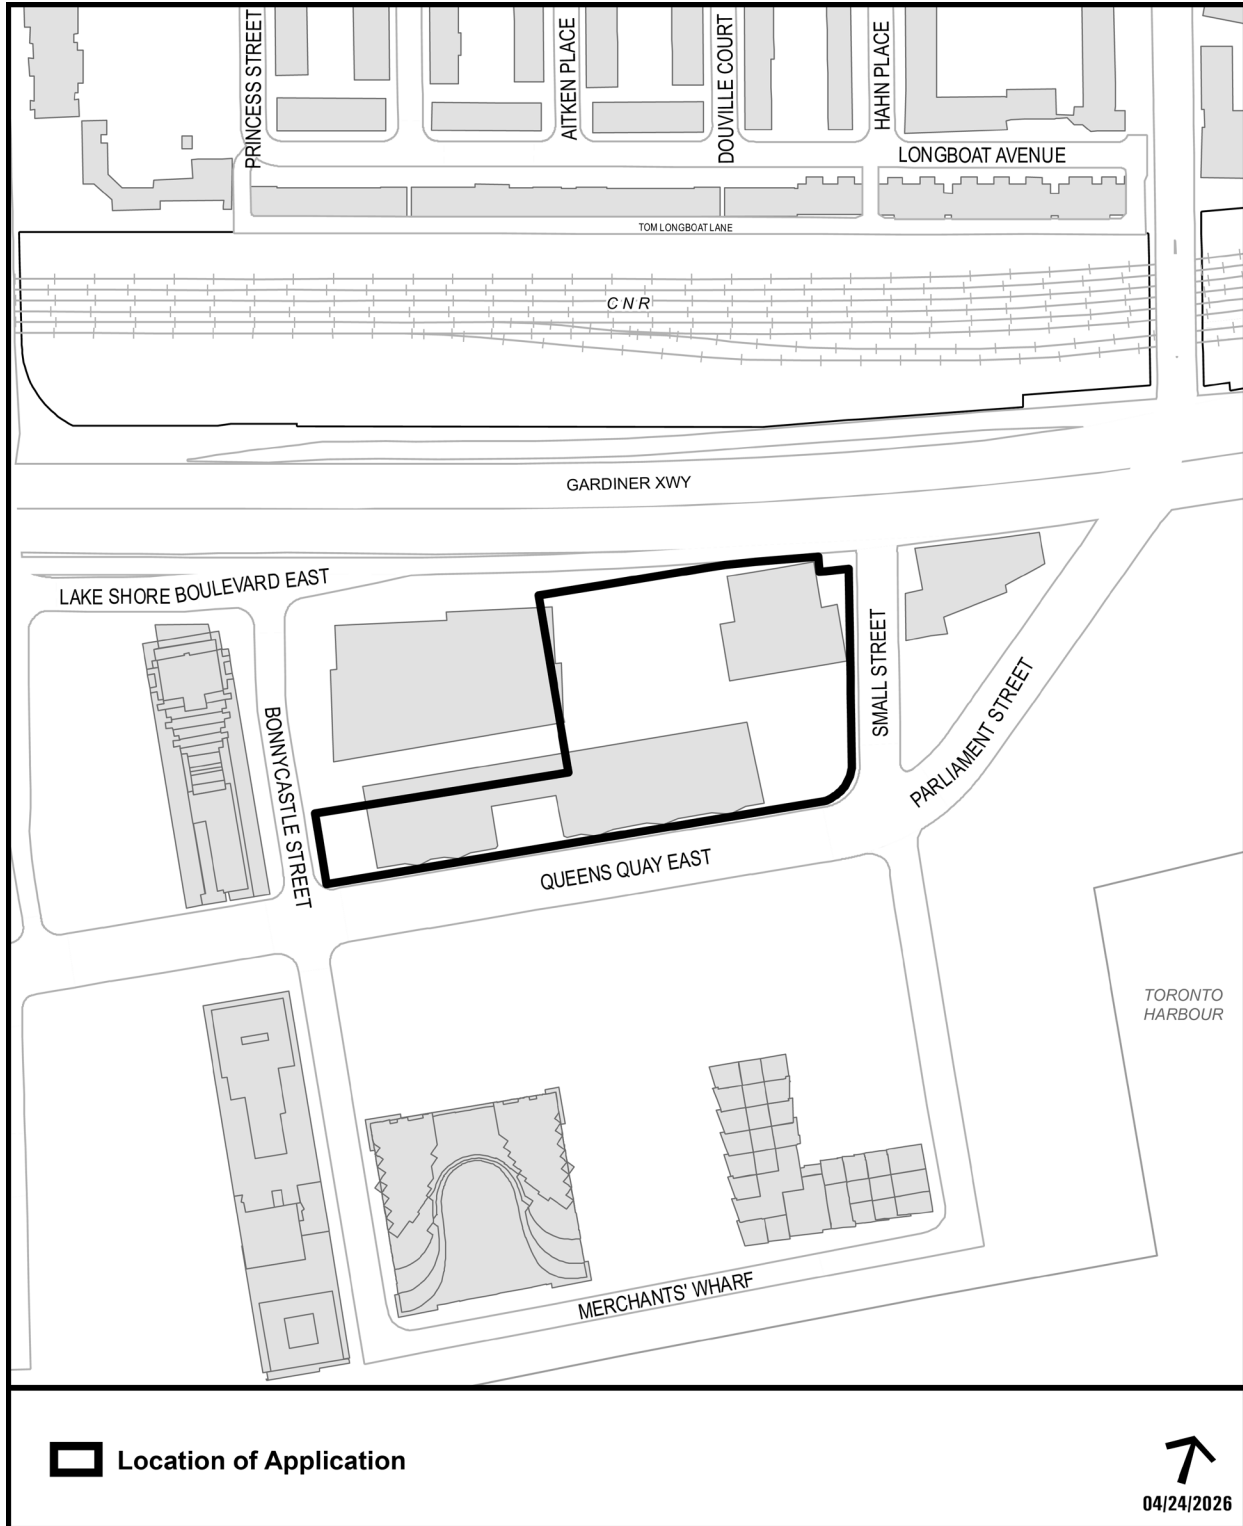 PRINCESS STREET
AITKEN PLACE
DOUVILLE COURT
HAHN PLACE
LONGBOAT AVENUE
TOM LONGBOAT LANE
CNR
GARDINER XWY
LAKE SHORE BOULEVARD EAST
SMALL STREET
BONNYCASTLE STREET
PARLIAMENT STREET
QUEENS QUAY EAST
TORONTO
HARBOUR
MERCHANTS' WHARF
Location of Application
04/24/2026